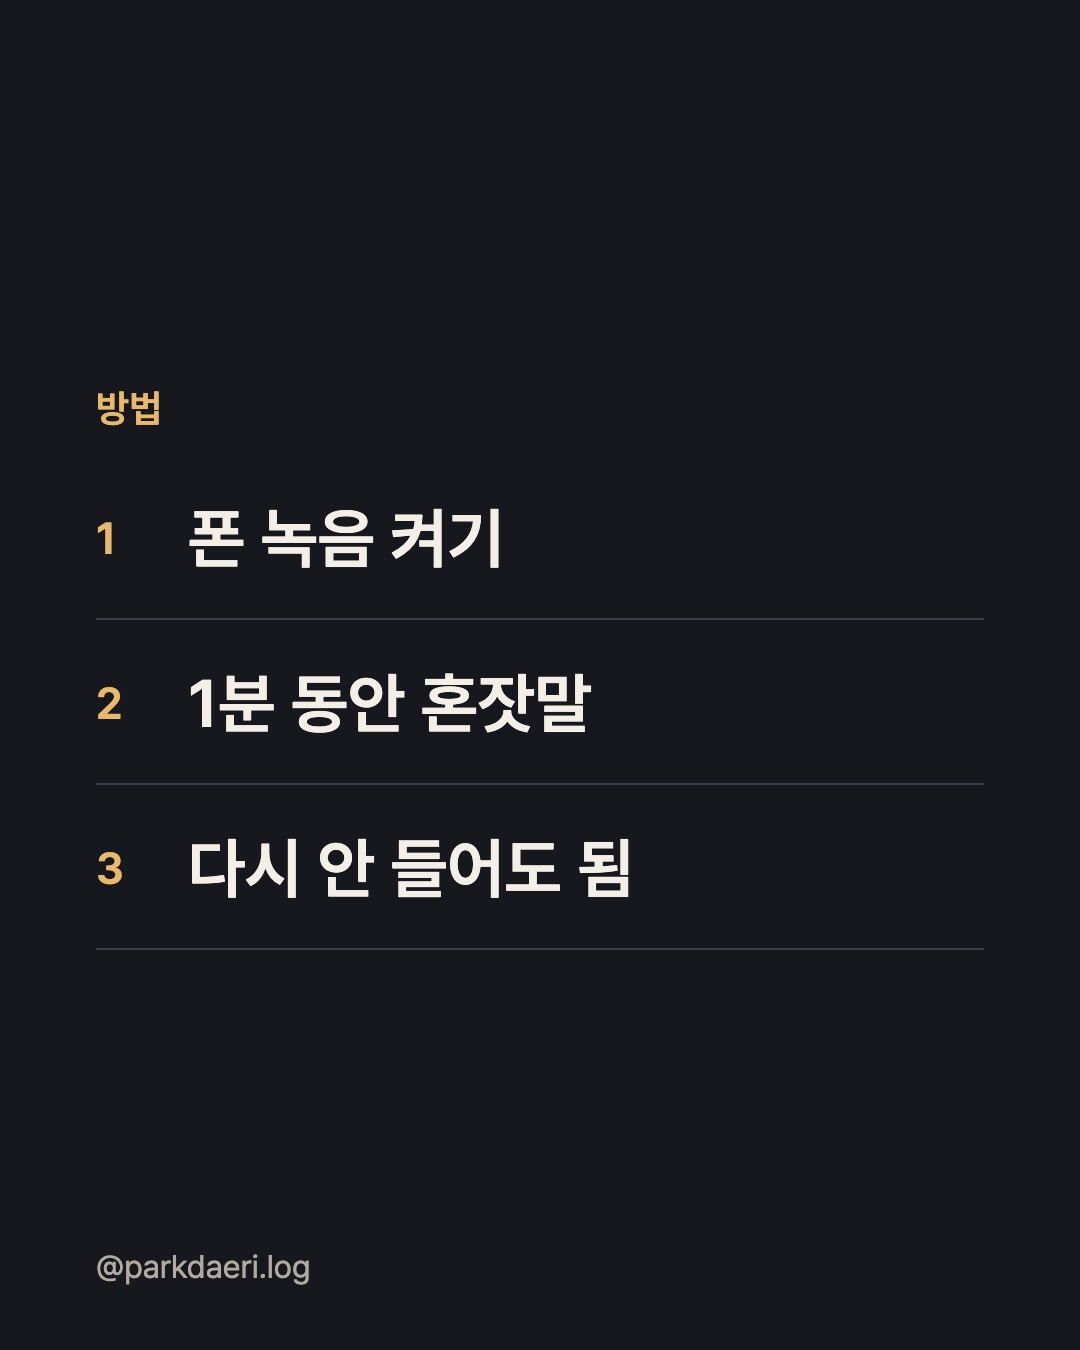 방법
1 폰 녹음 켜기
2 1분 동안 혼잣말
3 다시 안 들어도 됨
@parkdaeri.log